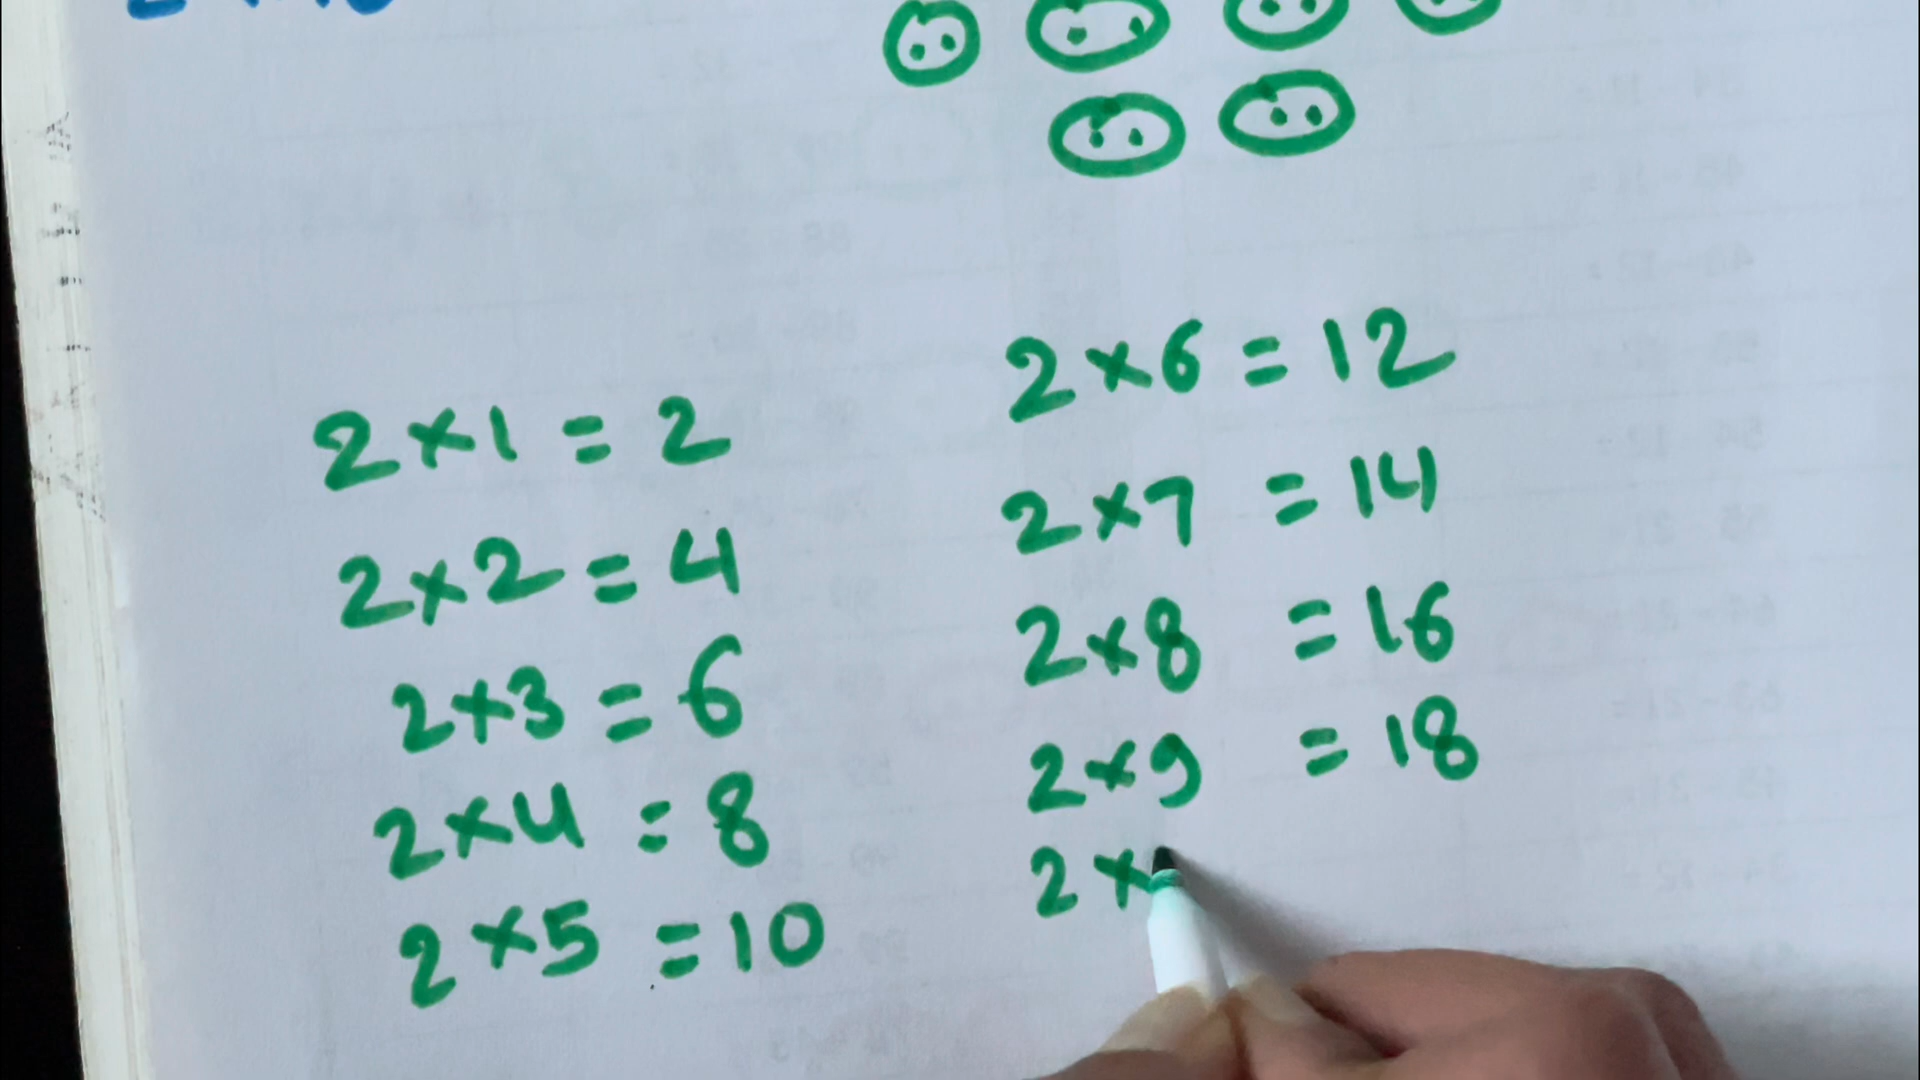 2×1 = 2
2×2 = 4
2×3 = 6
2×4 = 8
2×5 = 10
2×6 = 12
2×7 = 14
2×8 = 16
2×9 = 18
2×